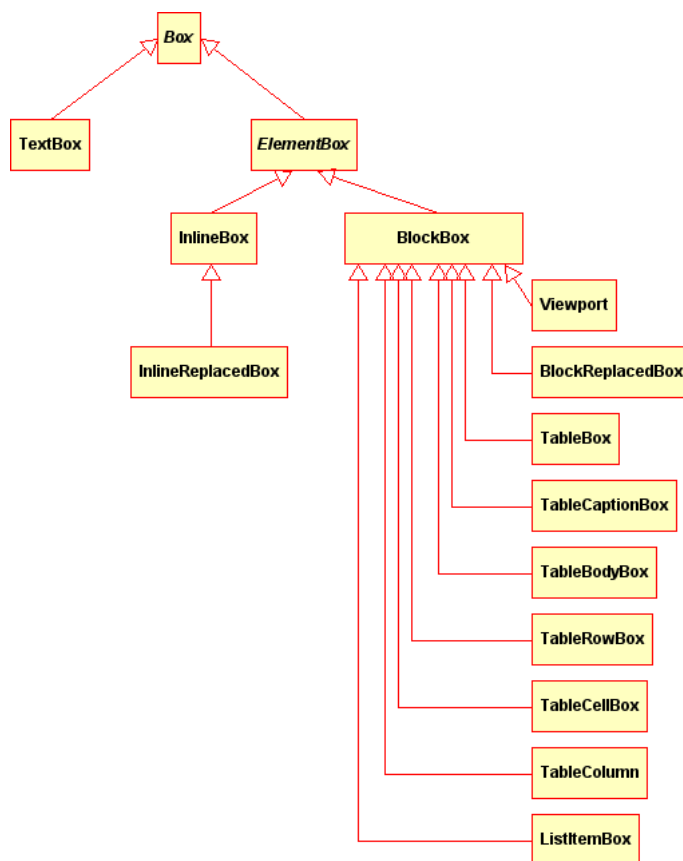 Box
TextBox
ElementBox
InlineBox
BlockBox
Viewport
InlineReplacedBox
BlockReplacedBox
TableBox
TableCaptionBox
TableBodyBox
TableRowBox
TableCellBox
TableColumn
ListItemBox